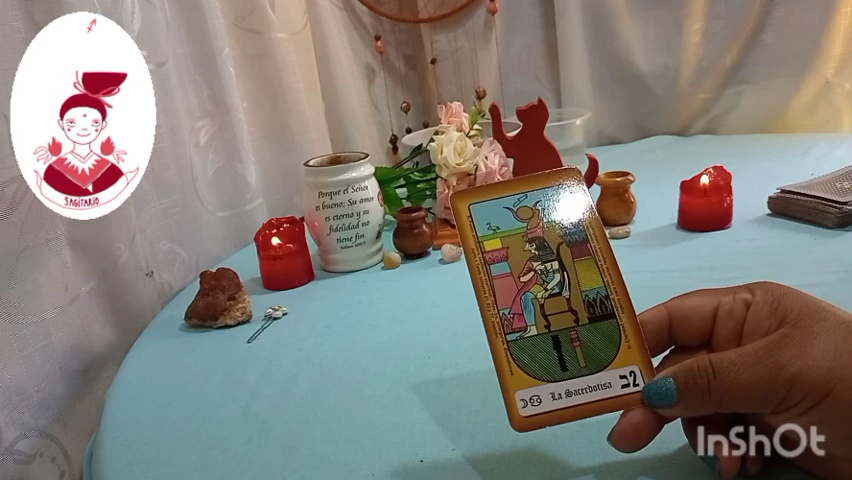 SAGITARIO
Porque el Señor
es bueno; Su amor
es eterno y su
fidelidad no
tiene fin.
La Sacerdotisa
2
InShOt